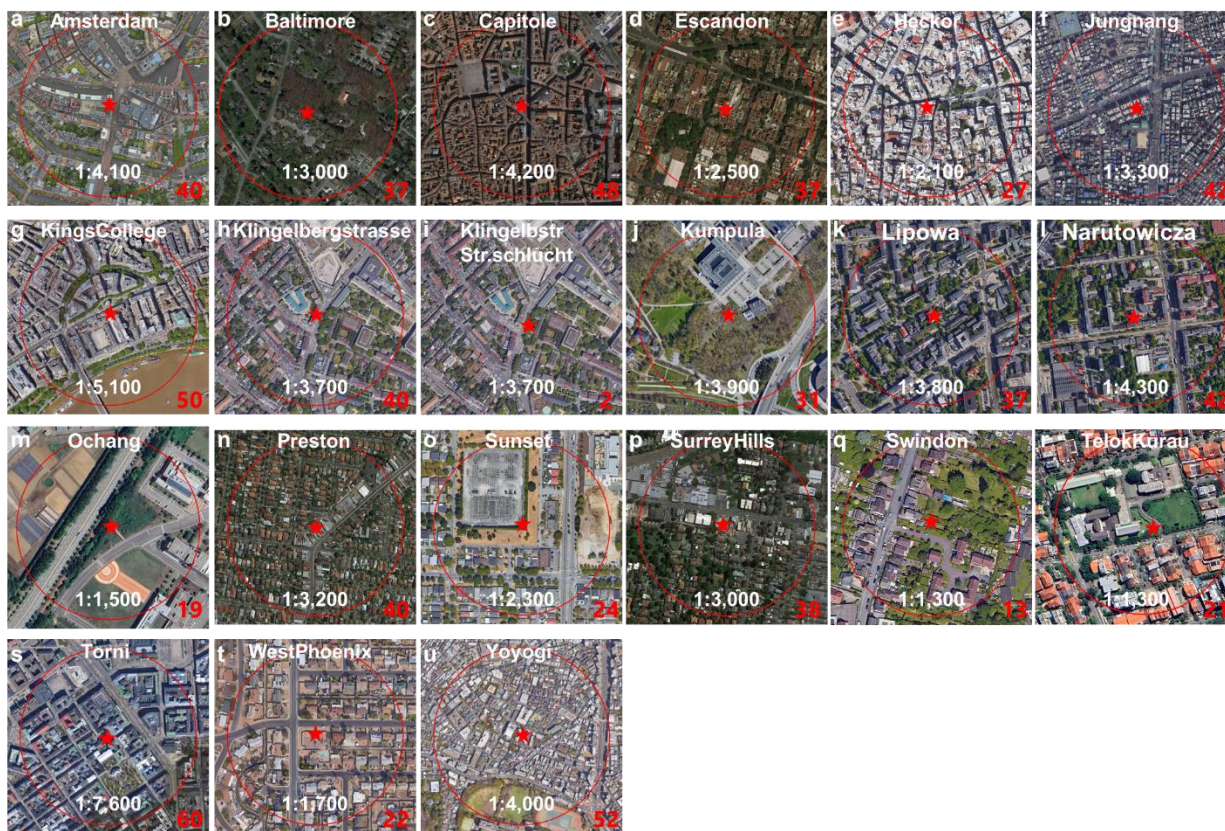 a Amsterdam
1:4,100
40
b Baltimore
1:3,000
37
c Capitole
1:4,200
48
d Escandon
1:2,500
37
e Heckor
1:2,100
27
f Jungnang
1:3,300
42
g KingsCollege
1:5,100
50
h Klingelbergstrasse
1:3,700
40
i Klingelbstr
Str.schlucht
1:3,700
2
j Kumpula
1:3,900
31
k Lipowa
1:3,800
37
l Narutowicza
1:4,300
42
m Ochang
1:1,500
19
n Preston
1:3,200
40
o Sunset
1:2,300
24
p SurreyHills
1:3,000
38
q Swindon
1:1,300
13
r TelokKurau
1:1,300
21
s Torni
1:7,600
60
t WestPhoenix
1:1,700
22
u Yoyogi
1:4,000
52